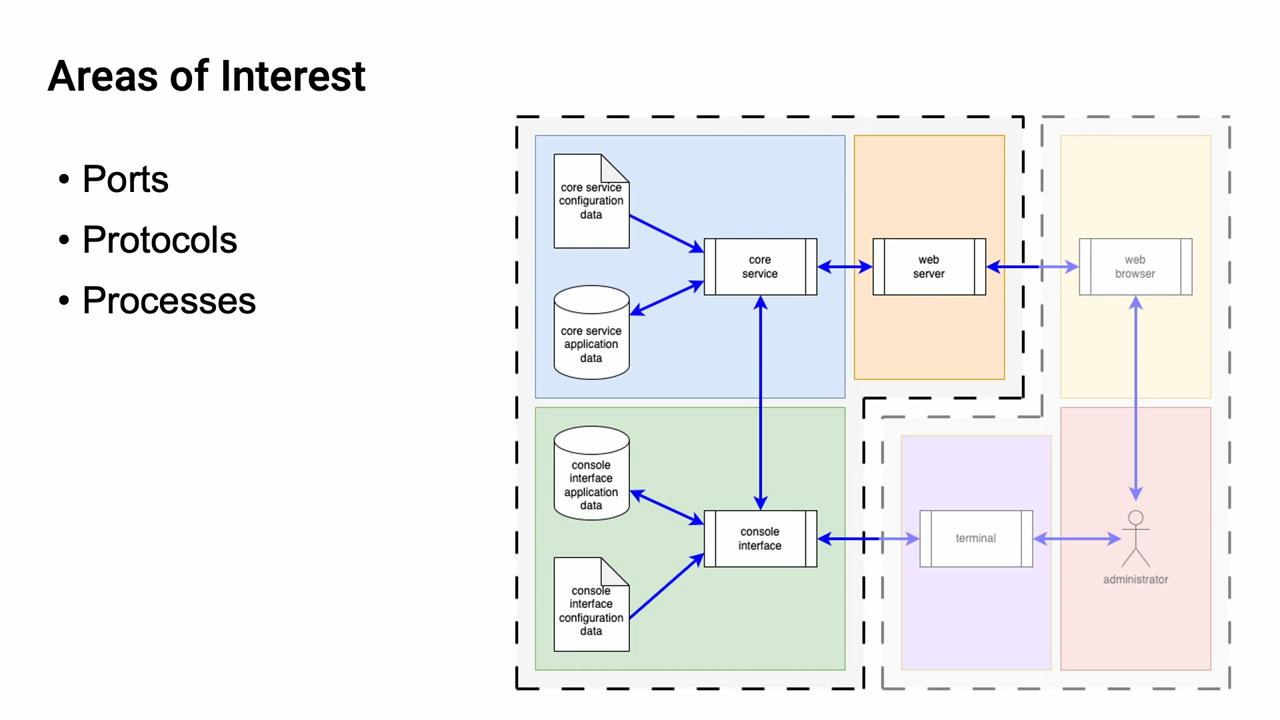 Areas of Interest
• Ports
• Protocols
• Processes
core service
configuration
data
core
service
web
server
web
browser
core service
application
data
console
interface
application
data
console
interface
terminal
administrator
console
interface
configuration
data